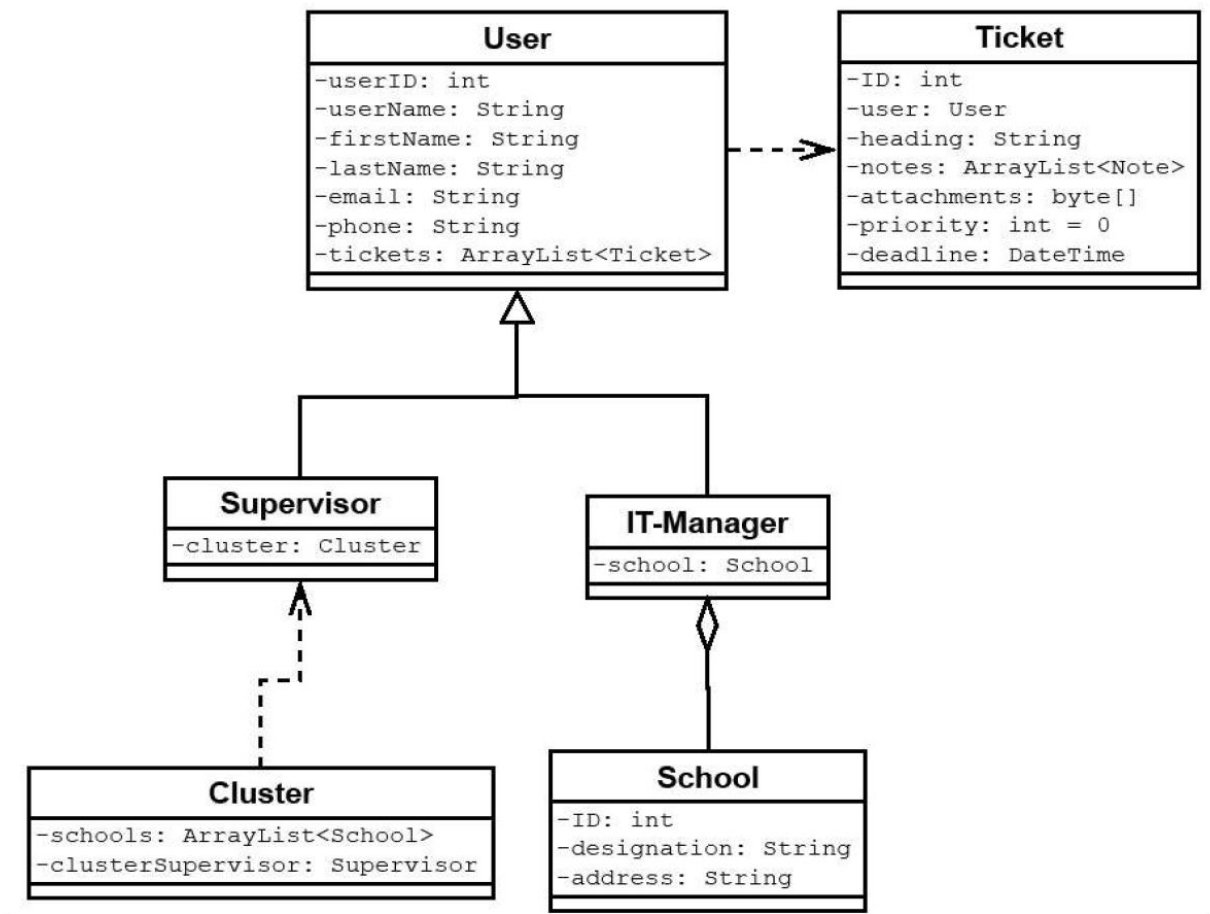 User
-userID: int
-userName: String
-firstName: String
-lastName: String
-email: String
-phone: String
-tickets: ArrayList<Ticket>
Ticket
-ID: int
-user: User
-heading: String
-notes: ArrayList<Note>
-attachments: byte[]
-priority: int = 0
-deadline: DateTime
Supervisor
-cluster: Cluster
IT-Manager
-school: School
Cluster
-schools: ArrayList<School>
-clusterSupervisor: Supervisor
School
-ID: int
-designation: String
-address: String